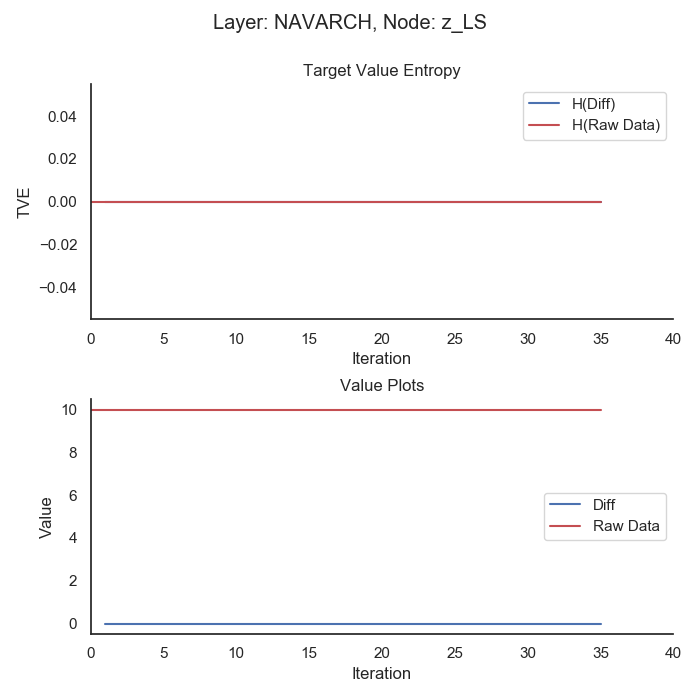 Layer: NAVARCH, Node: z_LS
Target Value Entropy
H(Diff)
H(Raw Data)
0.04
0.02
0.00
−0.02
−0.04
TVE
0 5 10 15 20 25 30 35 40
Iteration
Value Plots
10
8
6
4
2
0
Value
Diff
Raw Data
0 5 10 15 20 25 30 35 40
Iteration